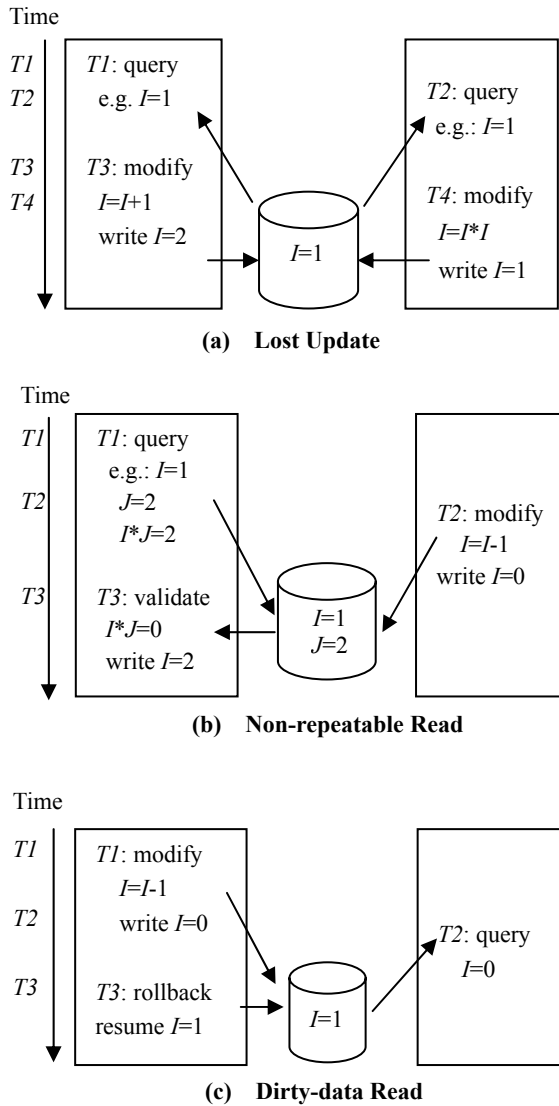 Time
T1
T2
T3
T4
T1: query
e.g. I=1
T3: modify
I=I+1
write I=2
I=1
T2: query
e.g.: I=1
T4: modify
I=I*I
write I=1
(a) Lost Update
Time
T1
T2
T3
T1: query
e.g.: I=1
J=2
I*J=2
T3: validate
I*J=0
write I=2
I=1
J=2
T2: modify
I=I-1
write I=0
(b) Non-repeatable Read
Time
T1
T2
T3
T1: modify
I=I-1
write I=0
T3: rollback
resume I=1
I=1
T2: query
I=0
(c) Dirty-data Read